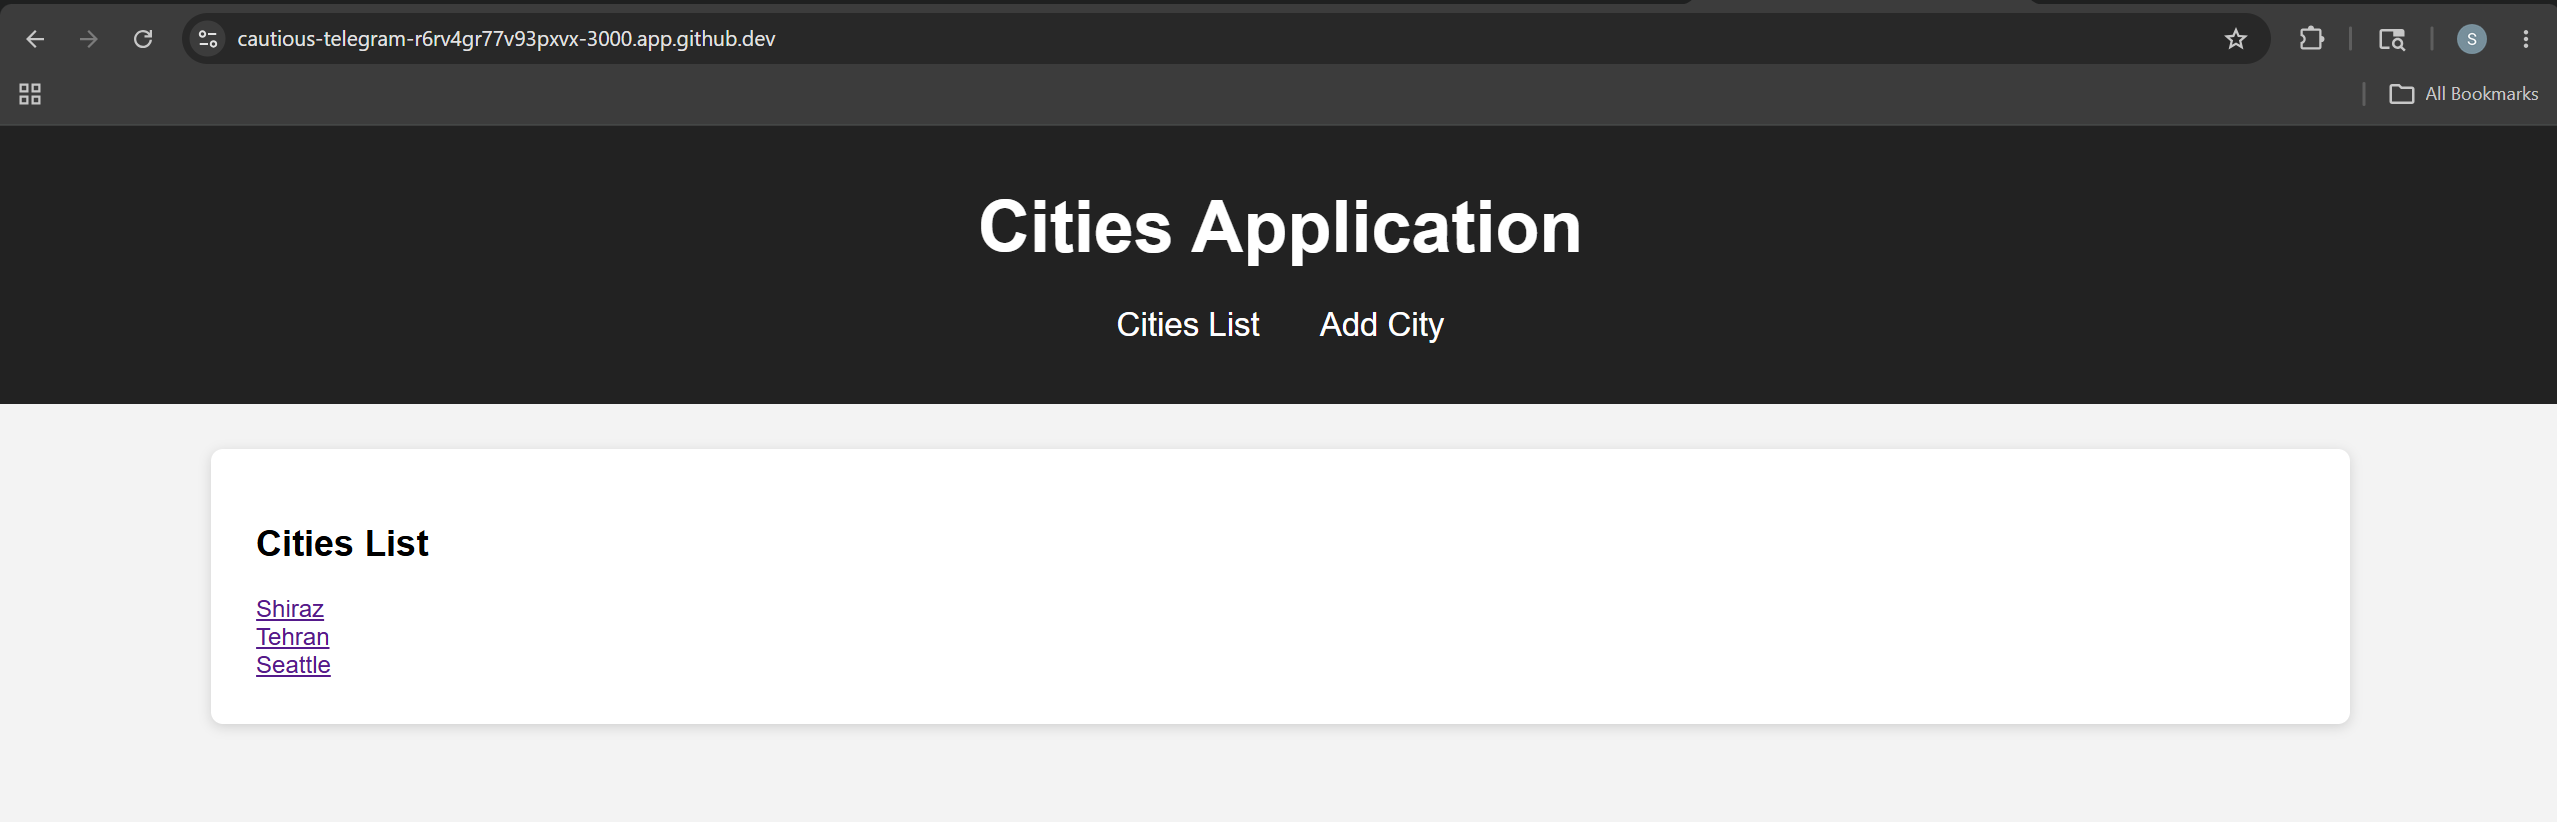 cautious-telegram-r6rv4gr77v93pxvx-3000.app.github.dev
S
All Bookmarks
Cities Application
Cities List Add City
Cities List
Shiraz
Tehran
Seattle